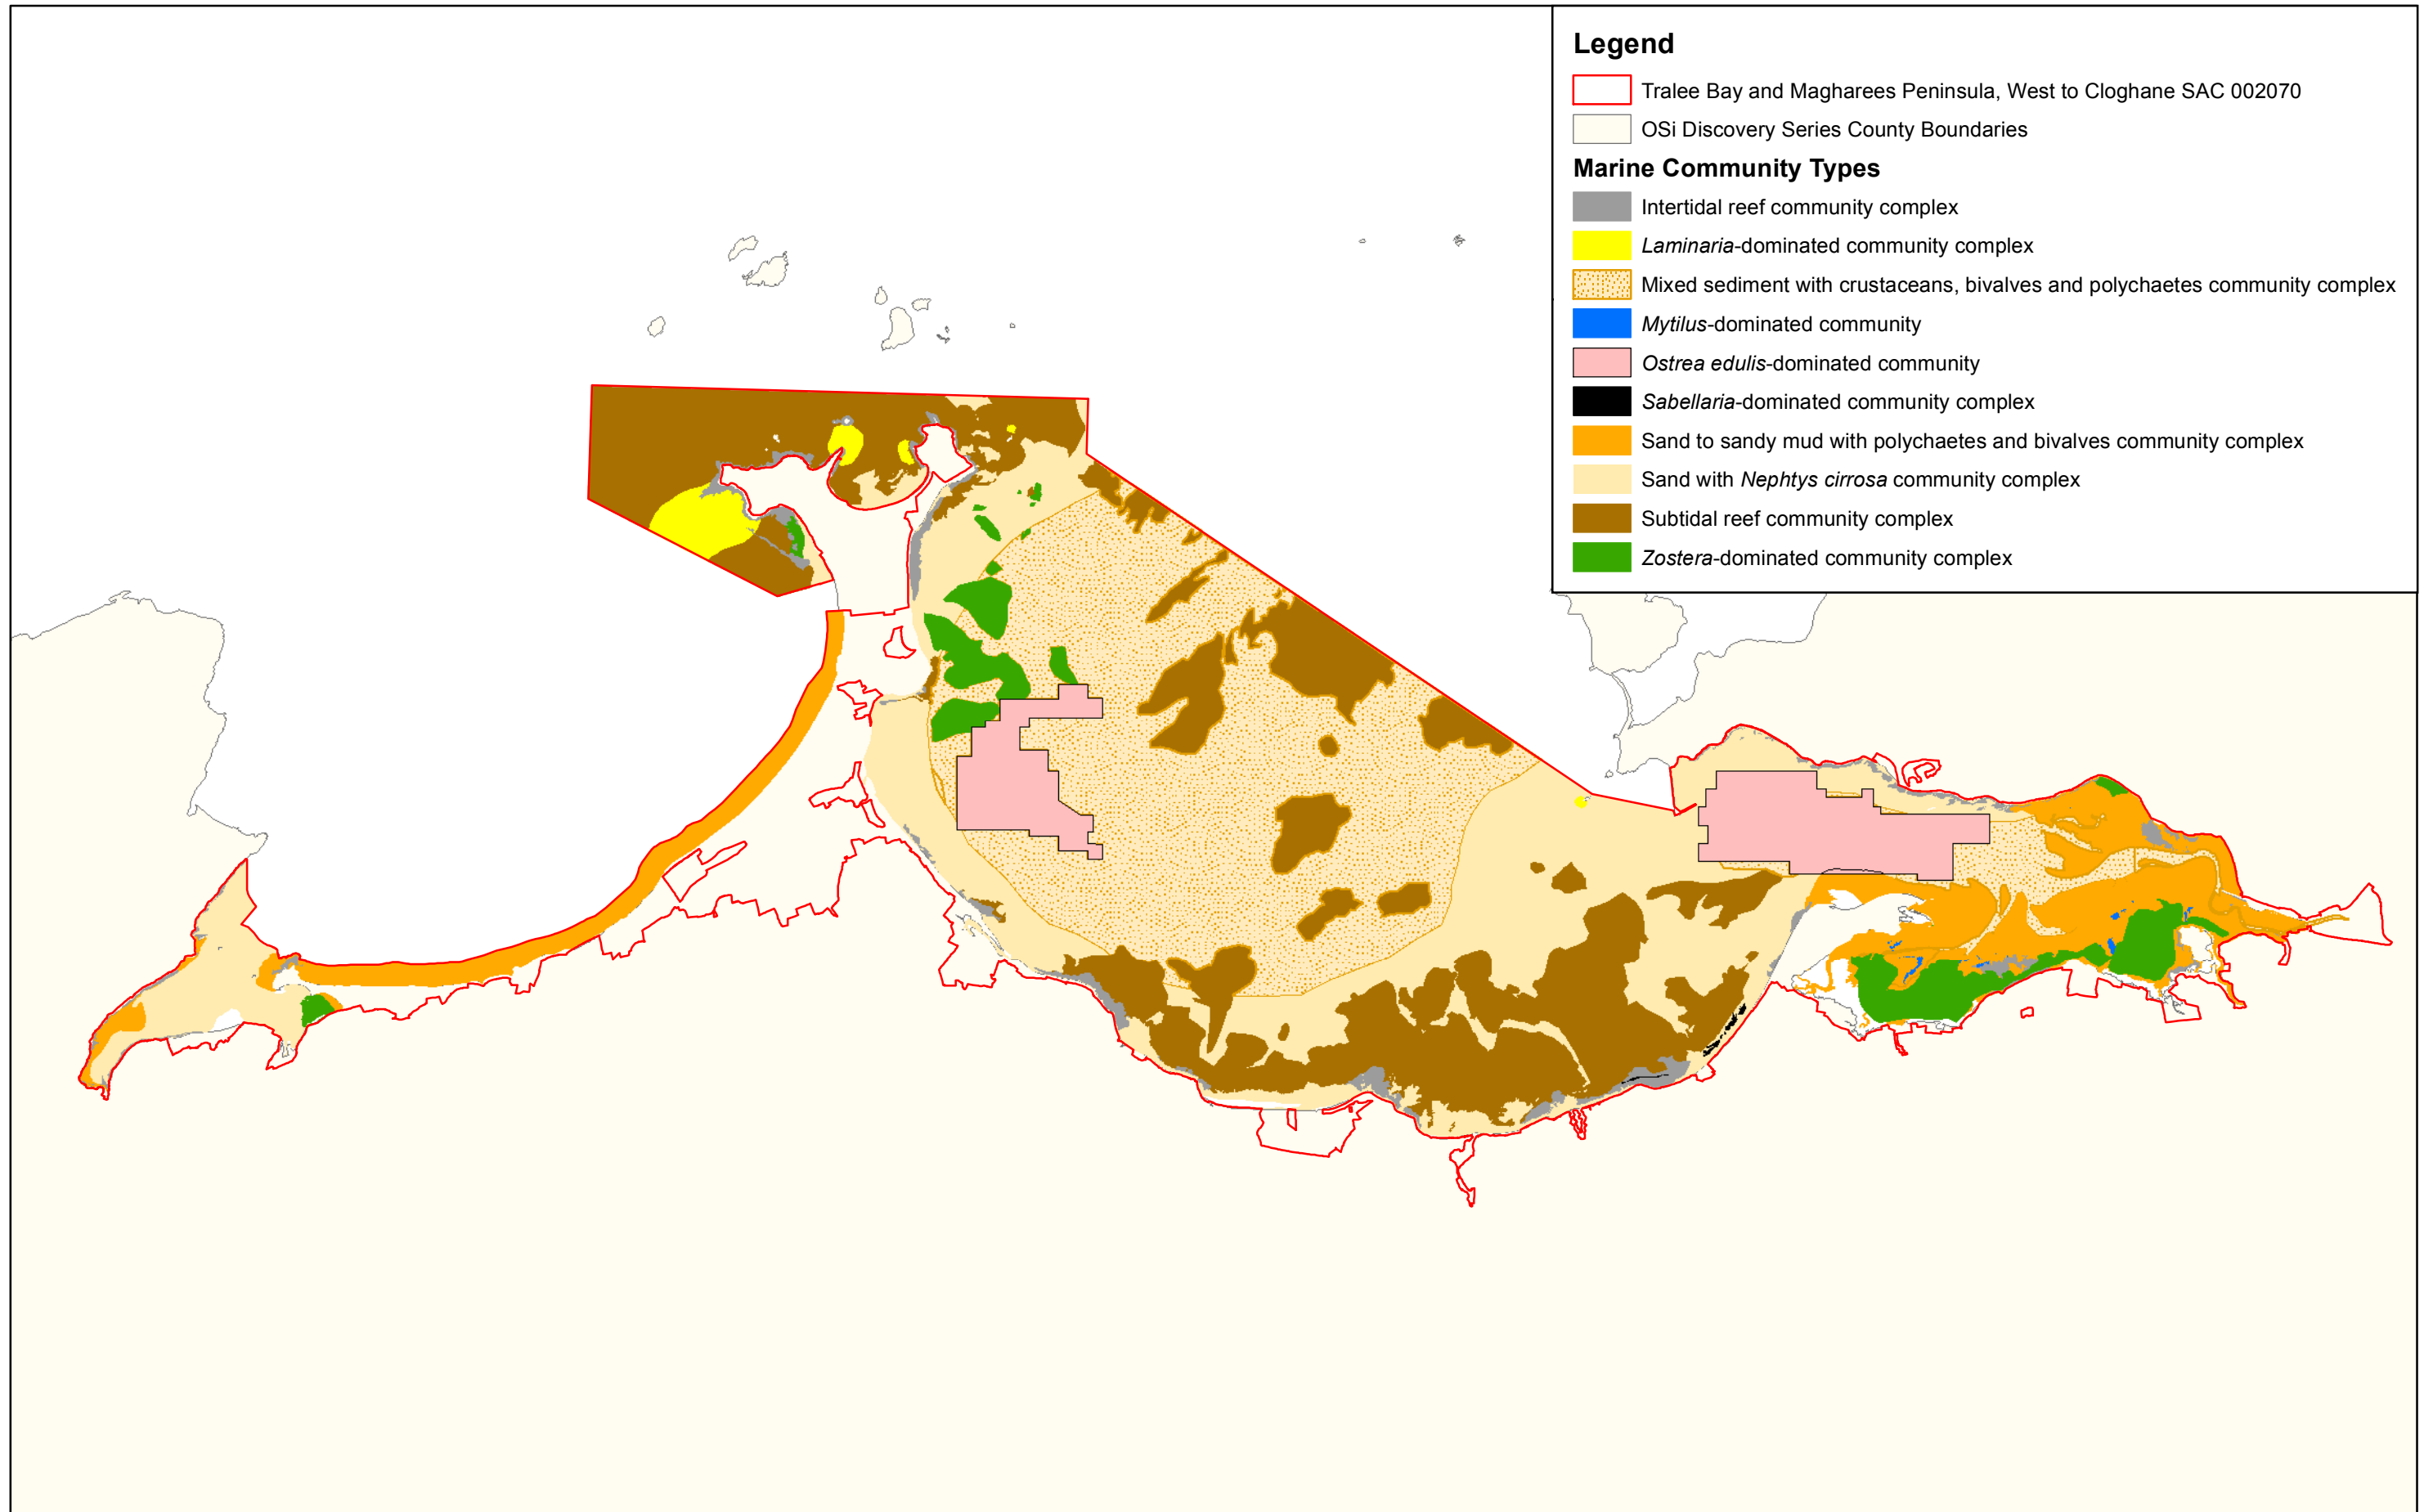 Legend
Tralee Bay and Magharees Peninsula, West to Cloghane SAC 002070
OSi Discovery Series County Boundaries
Marine Community Types
Intertidal reef community complex
Laminaria-dominated community complex
Mixed sediment with crustaceans, bivalves and polychaetes community complex
Mytilus-dominated community
Ostrea edulis-dominated community
Sabellaria-dominated community complex
Sand to sandy mud with polychaetes and bivalves community complex
Sand with Nephtys cirrosa community complex
Subtidal reef community complex
Zostera-dominated community complex